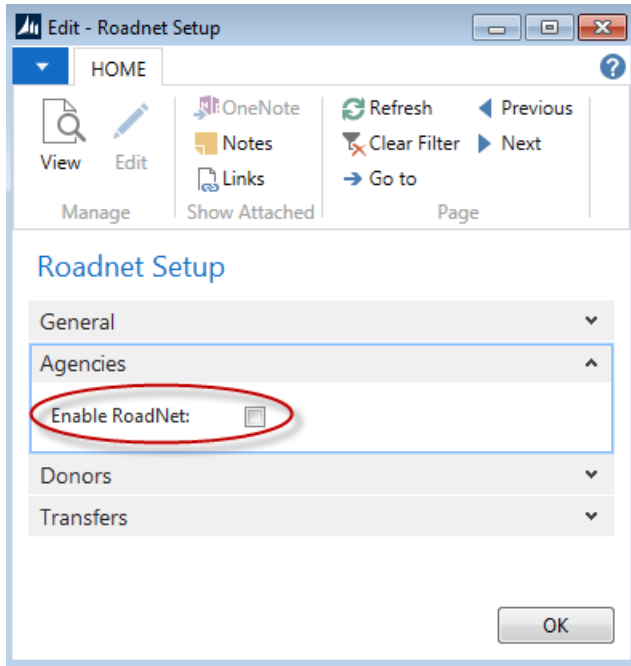 Edit - Roadnet Setup
HOME
View
Edit
Manage
OneNote
Notes
Links
Show Attached
Refresh
Clear Filter
Go to
Previous
Next
Page
Roadnet Setup
General
Agencies
Enable RoadNet:
Donors
Transfers
OK